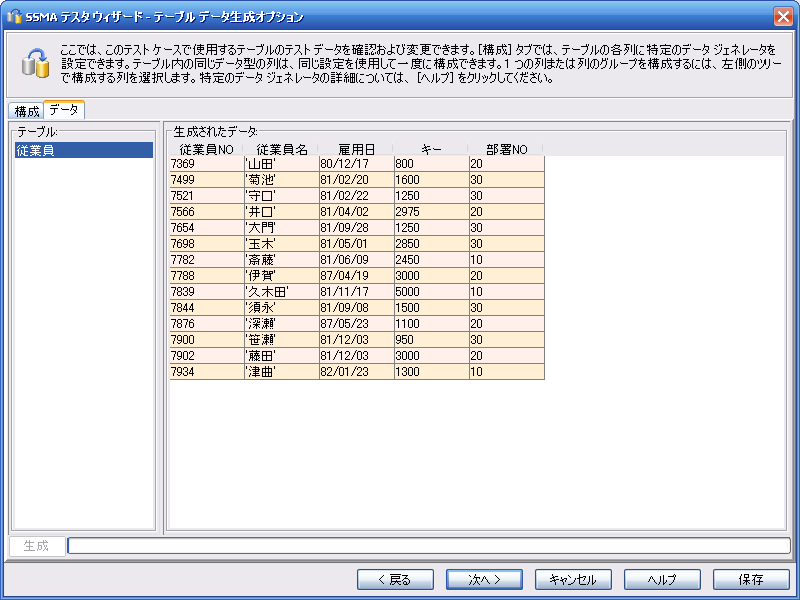 SSMA テスタ ウィザード - テーブル データ生成オプション
ここでは、このテスト ケースで使用するテーブルのテスト データを確認および変更できます。[構成] タブでは、テーブルの各列に特定のデータ ジェネレータを
設定できます。テーブル内の同じデータ型の列は、同じ設定を使用して一度に構成できます。1 つの列または列のグループを構成するには、左側のツリー
で構成する列を選択します。特定のデータ ジェネレータの詳細については、[ヘルプ] をクリックしてください。
構成 データ
テーブル:
従業員
生成されたデータ:
従業員NO 従業員名 雇用日 キー 部署NO
7369 '山田' 80/12/17 800 20
7499 '菊池' 81/02/20 1600 30
7521 '守口' 81/02/22 1250 30
7566 '井口' 81/04/02 2975 20
7654 '大門' 81/09/28 1250 30
7698 '玉木' 81/05/01 2850 30
7782 '斎藤' 81/06/09 2450 10
7788 '伊賀' 87/04/19 3000 20
7839 '久木田' 81/11/17 5000 10
7844 '須永' 81/09/08 1500 30
7876 '深瀬' 87/05/23 1100 20
7900 '笹瀬' 81/12/03 950 30
7902 '藤田' 81/12/03 3000 20
7934 '津曲' 82/01/23 1300 10
生成
< 戻る 次へ > キャンセル ヘルプ 保存